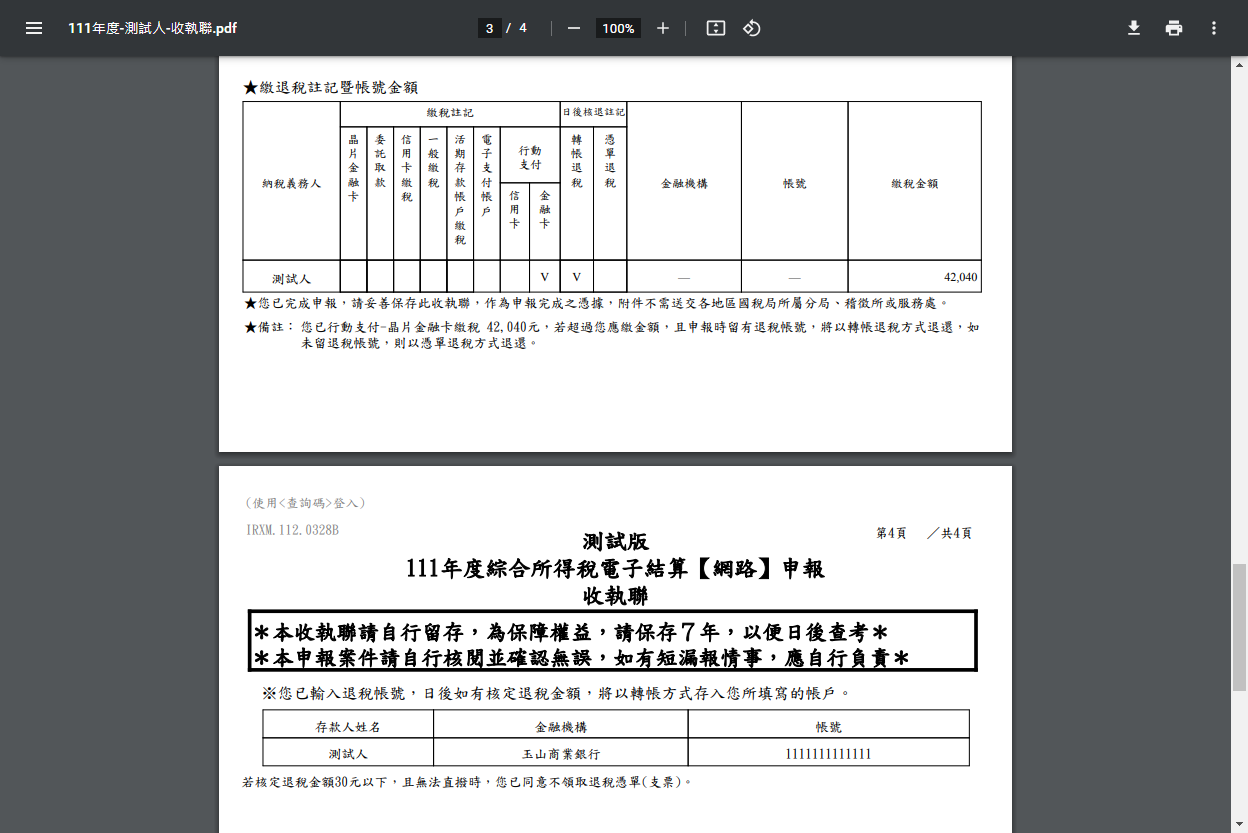 111年度-測試人-收執聯.pdf
3 / 4
100%
★繳退稅註記暨帳號金額
納稅義務人
繳稅註記
日後核退註記
金融機構
帳號
繳稅金額
晶片金融卡
委託取款
信用卡繳稅
一般繳稅
活期存款帳戶繳稅
電子支付帳戶
行動支付
信用卡
金融卡
轉帳退稅
憑單退稅
測試人 V V — — 42,040
★您已完成申報，請妥善保存此收執聯，作為申報完成之憑據，附件不需送交各地區國稅局所屬分局、稽徵所或服務處。
★備註： 您已行動支付-晶片金融卡繳稅 42,040元，若超過您應繳金額，且申報時留有退稅帳號，將以轉帳退稅方式退還，如
未留退稅帳號，則以憑單退稅方式退還。
(使用<查詢碼>登入)
IRXM.112.0328B
第4頁 ／共4頁
測試版
111年度綜合所得稅電子結算【網路】申報
收執聯
＊本收執聯請自行留存，為保障權益，請保存７年，以便日後查考＊
＊本申報案件請自行核閱並確認無誤，如有短漏報情事，應自行負責＊
※您已輸入退稅帳號，日後如有核定退稅金額，將以轉帳方式存入您所填寫的帳戶。
存款人姓名 金融機構 帳號
測試人 玉山商業銀行 1111111111111
若核定退稅金額30元以下，且無法直撥時，您已同意不領取退稅憑單(支票)。